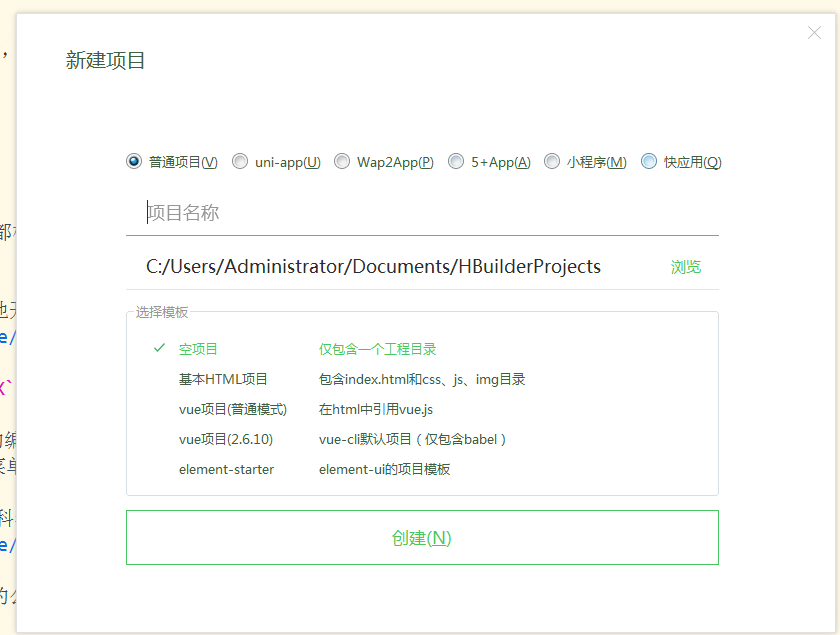 新建项目
普通项目(V) uni-app(U) Wap2App(P) 5+App(A) 小程序(M) 快应用(Q)
项目名称
C:/Users/Administrator/Documents/HBuilderProjects 浏览
选择模板
空项目 仅包含一个工程目录
基本HTML项目 包含index.html和css、js、img目录
vue项目(普通模式) 在html中引用vue.js
vue项目(2.6.10) vue-cli默认项目（仅包含babel）
element-starter element-ui的项目模板
创建(N)